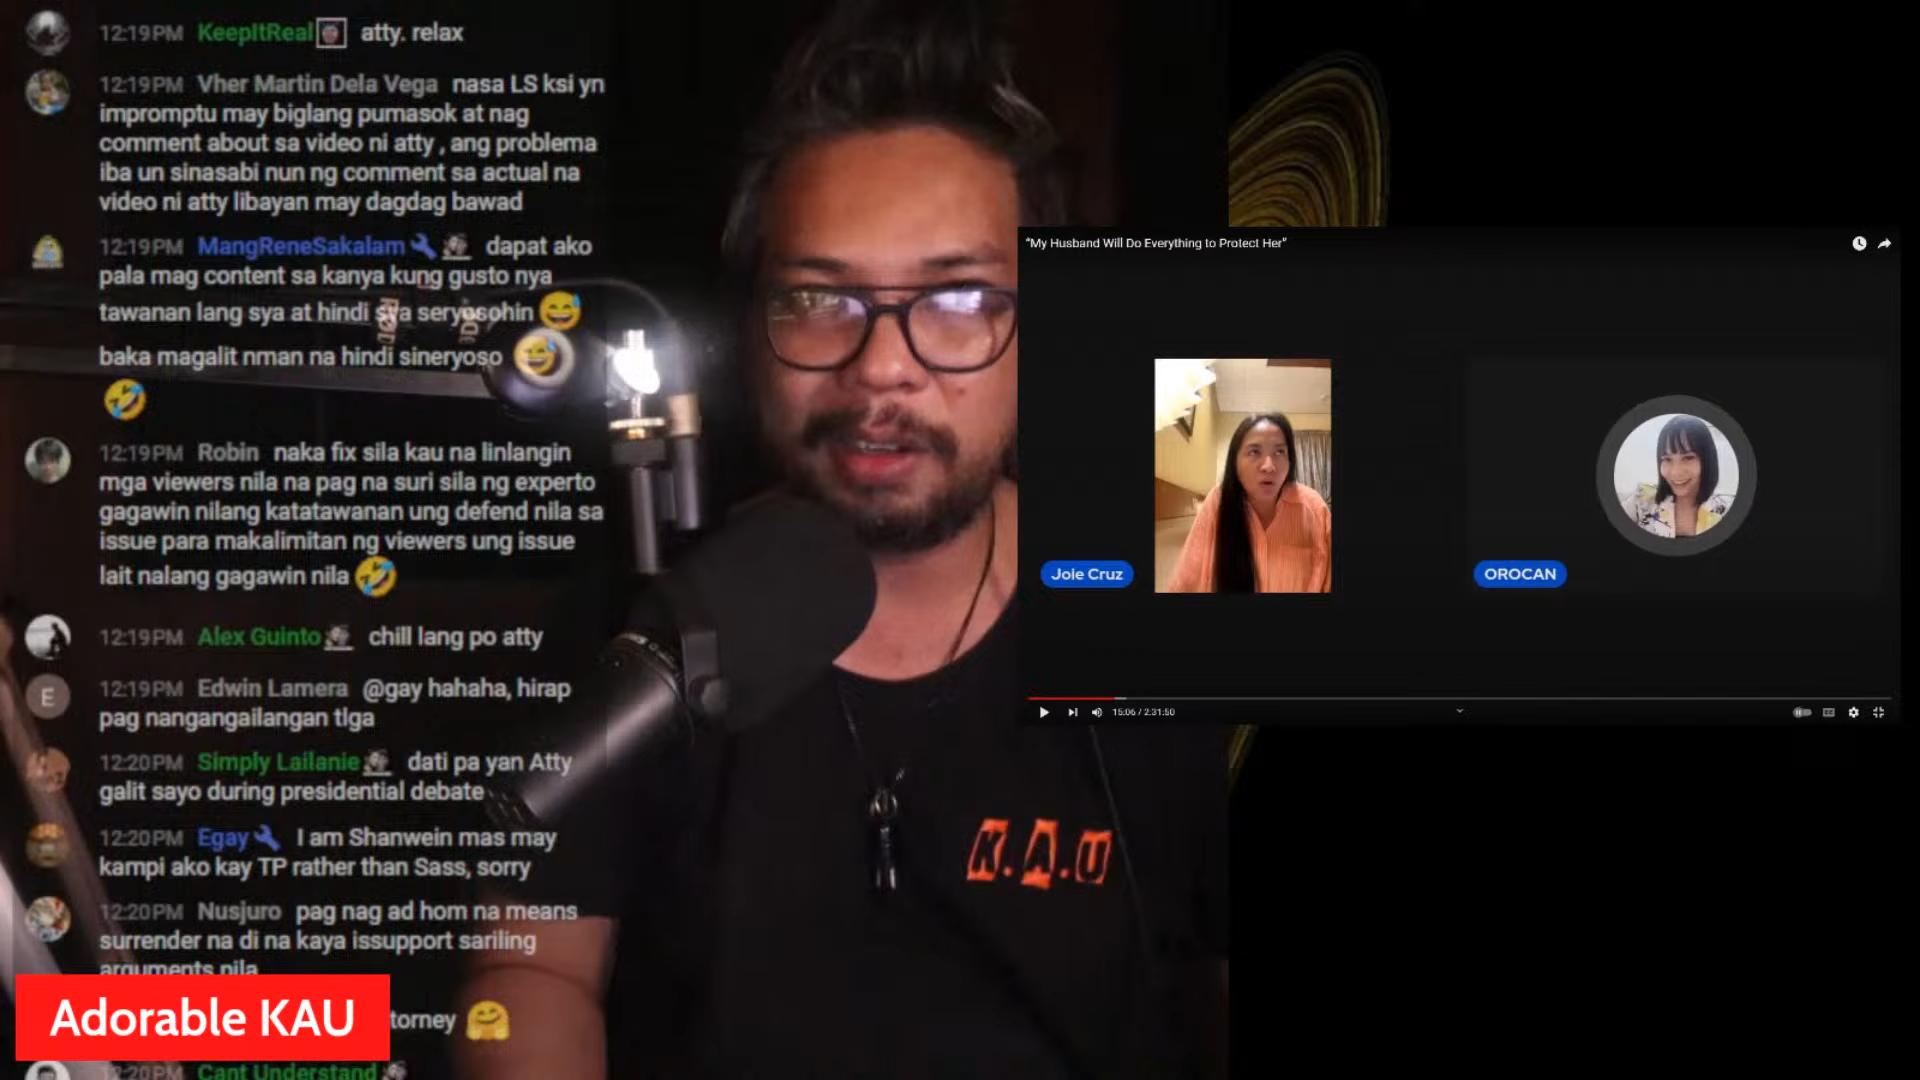 12:19PM KeepItReal atty. relax
12:19PM Vher Martin Dela Vega nasa LS ksi yn
impromptu may biglang pumasok at nag
comment about sa video ni atty , ang problema
iba un sinasabi nun ng comment sa actual na
video ni atty libayan may dagdag bawad
12:19PM MangReneSakalam dapat ako
pala mag content sa kanya kung gusto nya
tawanan lang sya at hindi sya seryosohin 😅
baka magalit nman na hindi sineryoso 😅
🤣
12:19PM Robin naka fix sila kau na linlangin
mga viewers nila na pag na suri sila ng experto
gagawin nilang katatawanan ung defend nila sa
issue para makalimitan ng viewers ung issue
lait nalang gagawin nila 🤣
12:19PM Alex Guinto chill lang po atty
E
12:19PM Edwin Lamera @gay hahaha, hirap
pag nangangailangan tlga
12:20PM Simply Lailanie dati pa yan Atty
galit sayo during presidential debate
12:20PM Egay I am Shanwein mas may
kampi ako kay TP rather than Sass, sorry
12:20PM Nusjuro pag nag ad hom na means
surrender na di na kaya issupport sariling
arguments nila
torney 🤗
12:20PM Cant Understand
Adorable KAU
RØDE
K.A.U
"My Husband Will Do Everything to Protect Her"
Joie Cruz
OROCAN
15:06 / 2:31:50